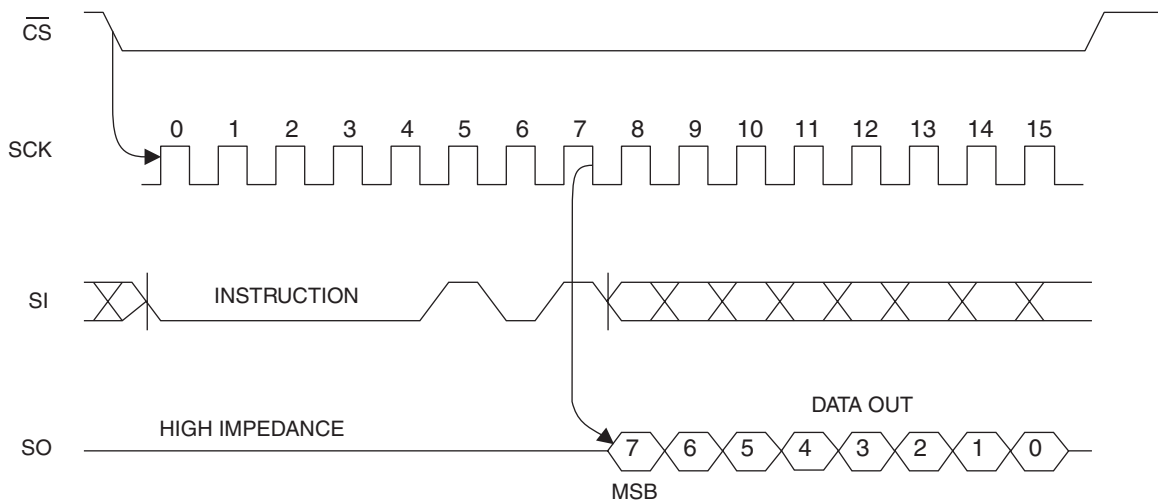 CS
0 1 2 3 4 5 6 7 8 9 10 11 12 13 14 15
SCK
SI
INSTRUCTION
DATA OUT
HIGH IMPEDANCE
SO
7 6 5 4 3 2 1 0
MSB